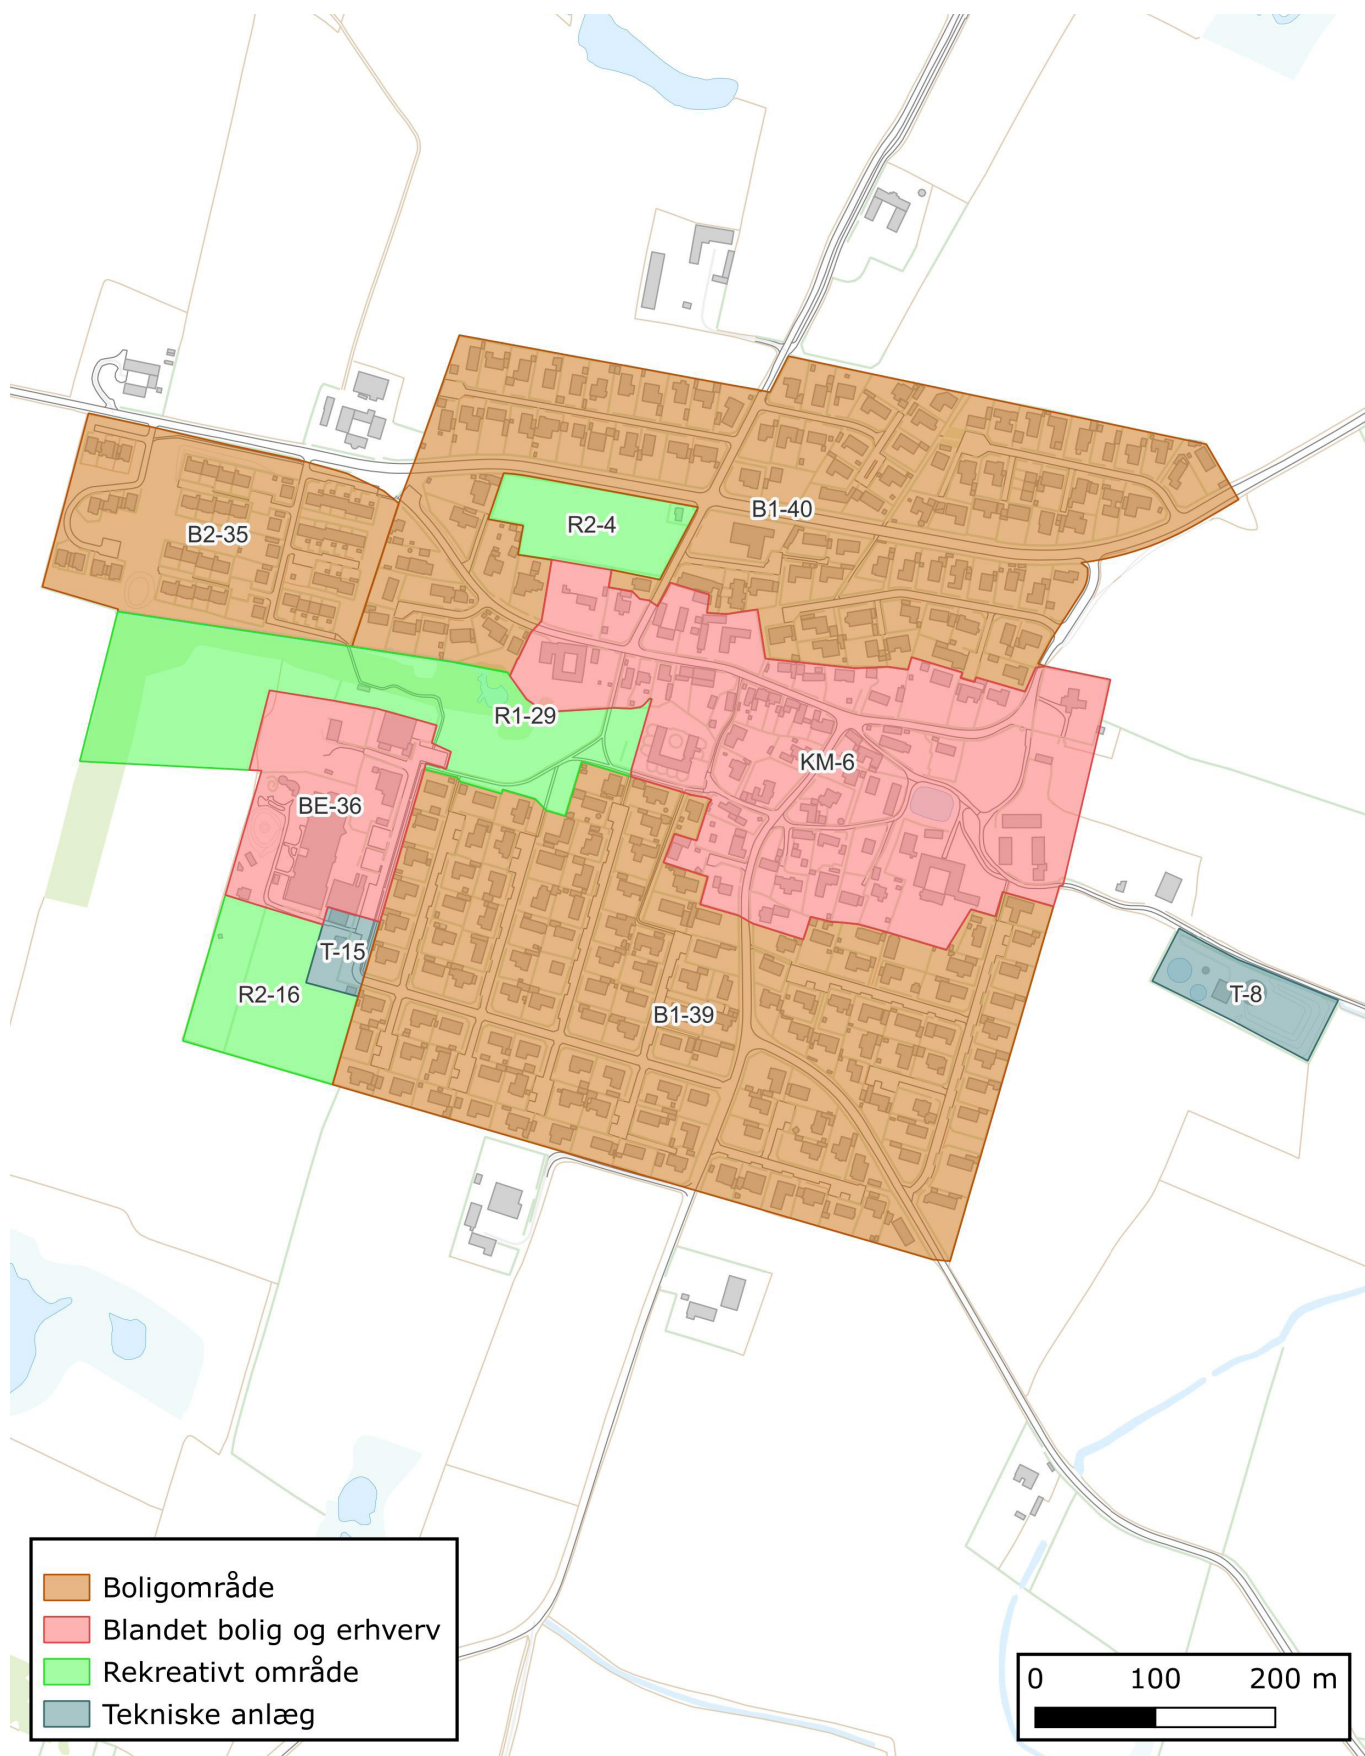 B1-40
R2-4
B2-35
R1-29
KM-6
BE-36
T-15
R2-16
T-8
B1-39
Boligområde
Blandet bolig og erhverv
Rekreativt område
Tekniske anlæg
0 100 200 m